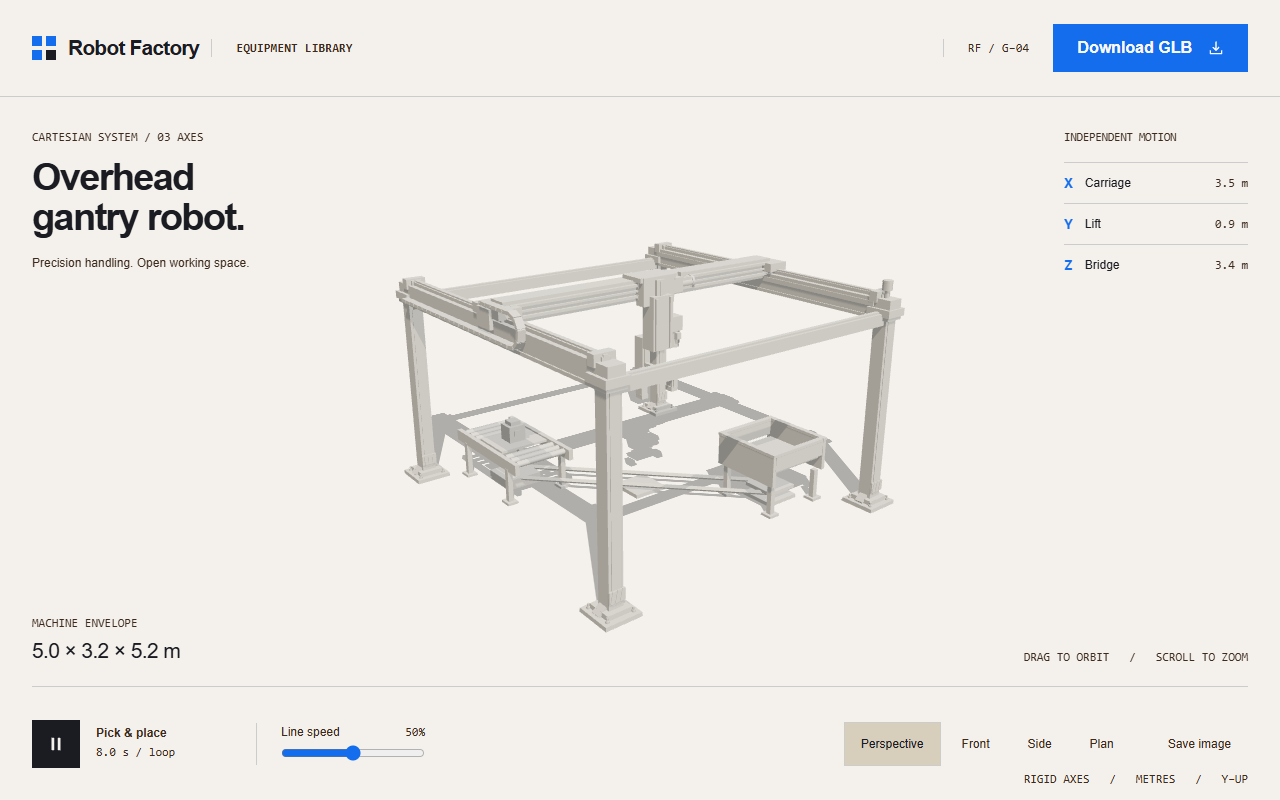 Robot Factory
EQUIPMENT LIBRARY
RF / G-04
Download GLB
CARTESIAN SYSTEM / 03 AXES
Overhead
gantry robot.
Precision handling. Open working space.
INDEPENDENT MOTION
X Carriage 3.5 m
Y Lift 0.9 m
Z Bridge 3.4 m
MACHINE ENVELOPE
5.0 × 3.2 × 5.2 m
DRAG TO ORBIT / SCROLL TO ZOOM
Pick & place
8.0 s / loop
Line speed 50%
Perspective Front Side Plan Save image
RIGID AXES / METRES / Y-UP